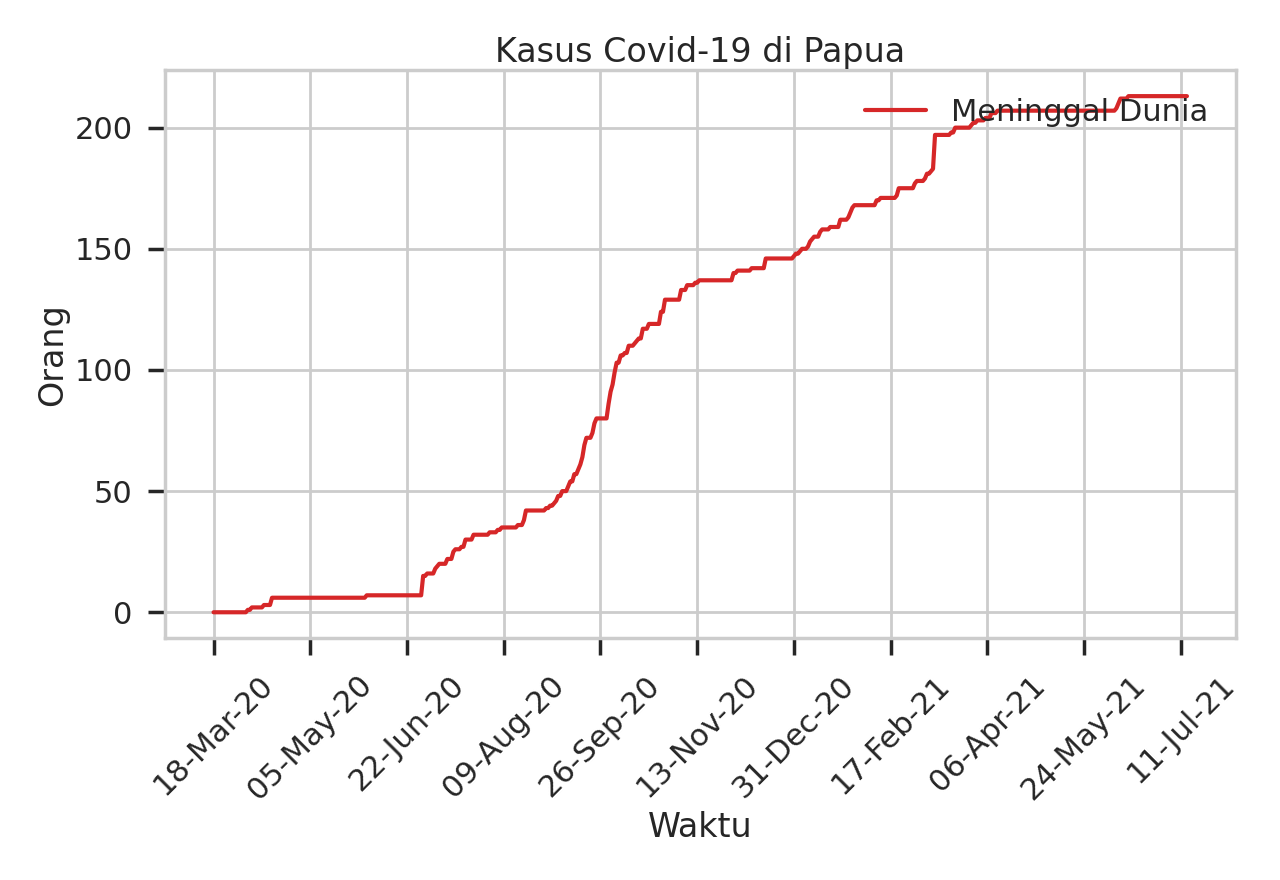 Kasus Covid-19 di Papua
Meninggal Dunia
200
150
100
50
0
Orang
18-Mar-20
05-May-20
22-Jun-20
09-Aug-20
26-Sep-20
13-Nov-20
31-Dec-20
17-Feb-21
06-Apr-21
24-May-21
11-Jul-21
Waktu